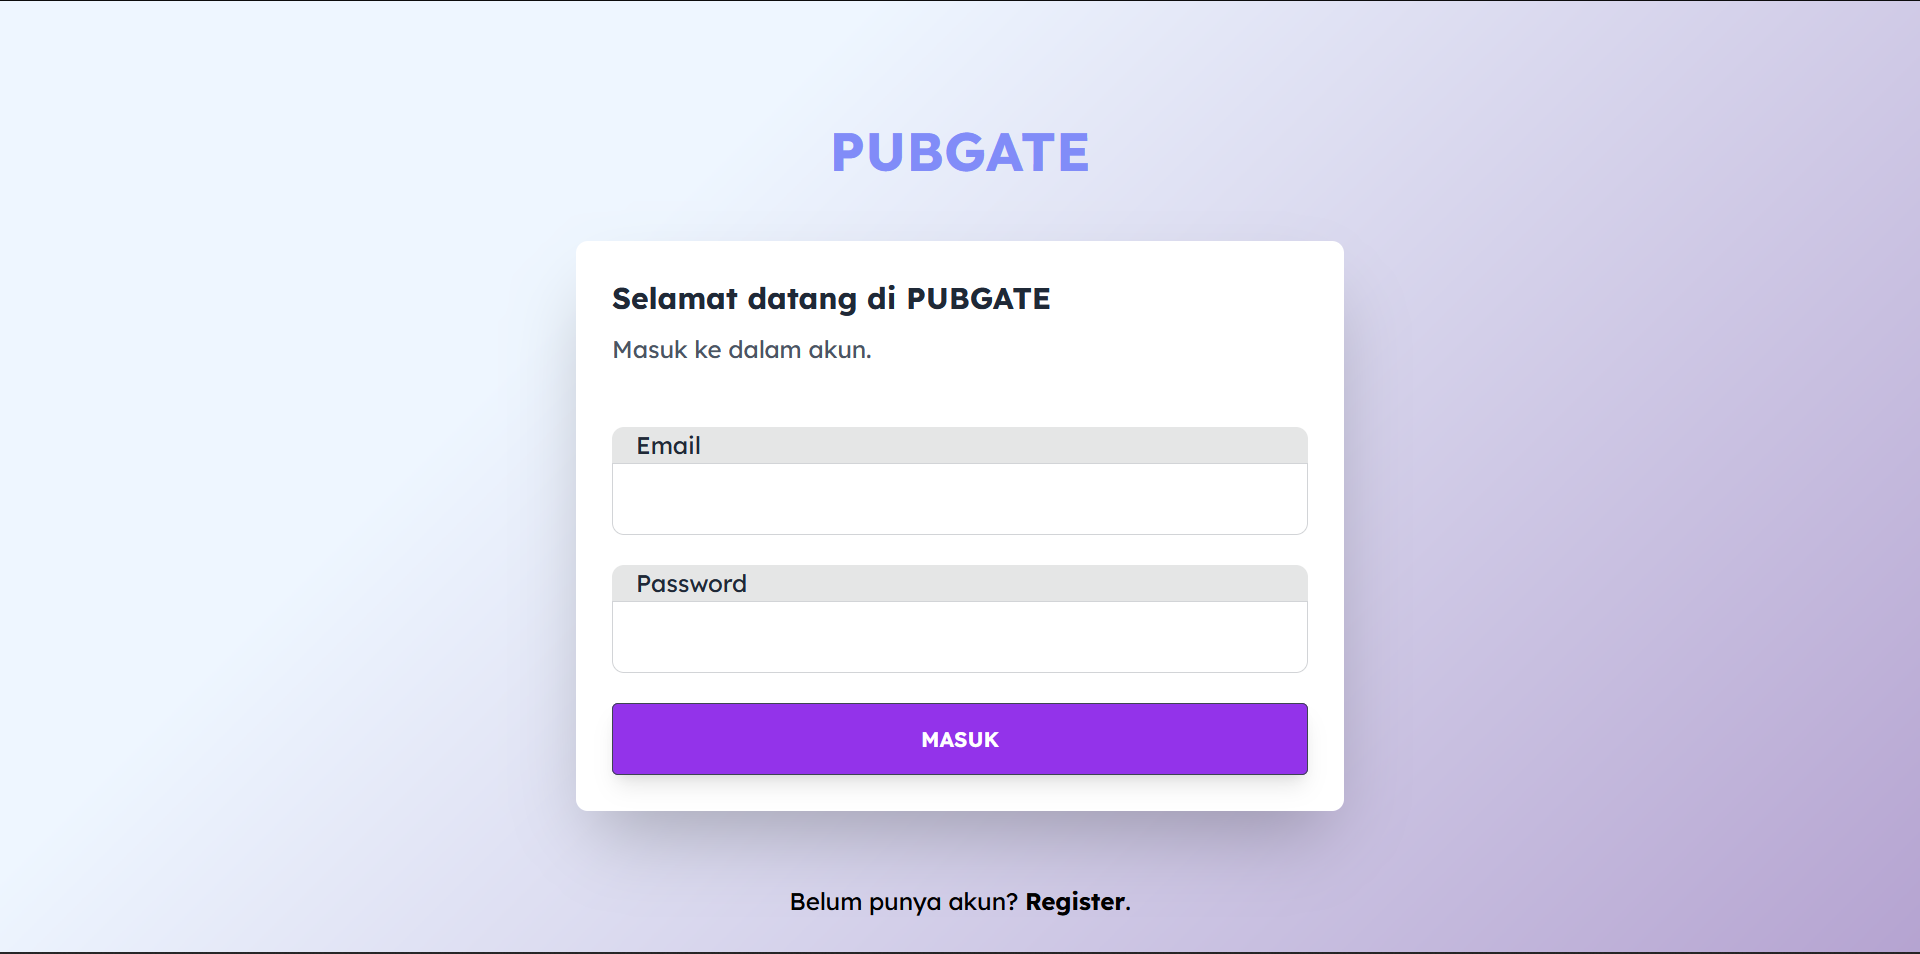 PUBGATE
Selamat datang di PUBGATE
Masuk ke dalam akun.
Email
Password
MASUK
Belum punya akun? Register.